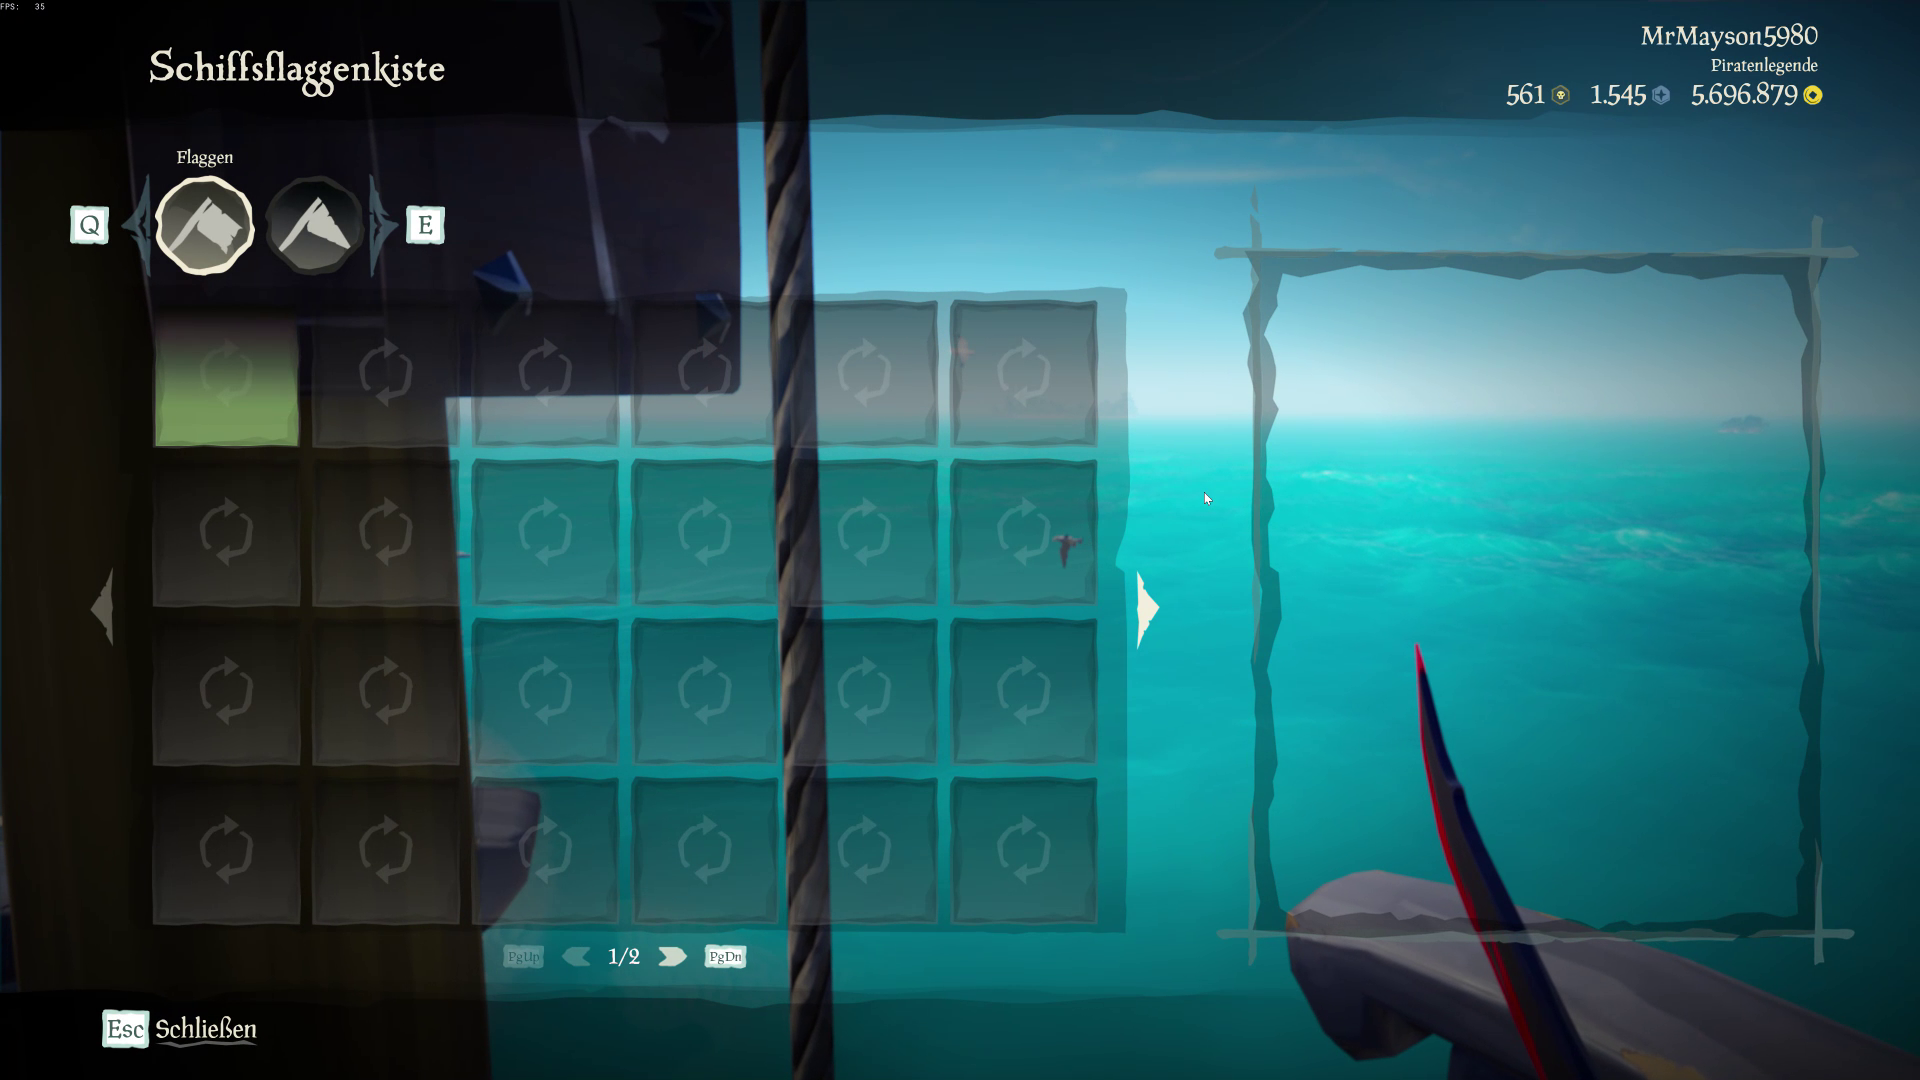 FPS: 35
Schiffsflaggenkiste
MrMayson5980
Piratenlegende
561 1.545 5.696.879
Flaggen
Q E
PgUp 1/2 PgDn
Esc Schließen